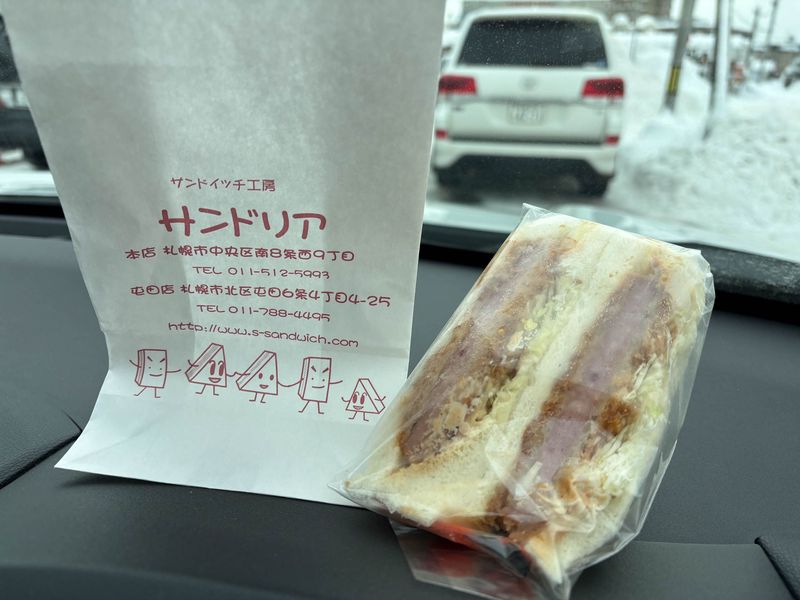 サンドイッチ工房
サンドリア
本店 札幌市中央区南8条西9丁目
TEL 011-512-5993
屯田店 札幌市北区屯田6条4丁目4-25
TEL 011-788-4495
http://www.s-sandwich.com